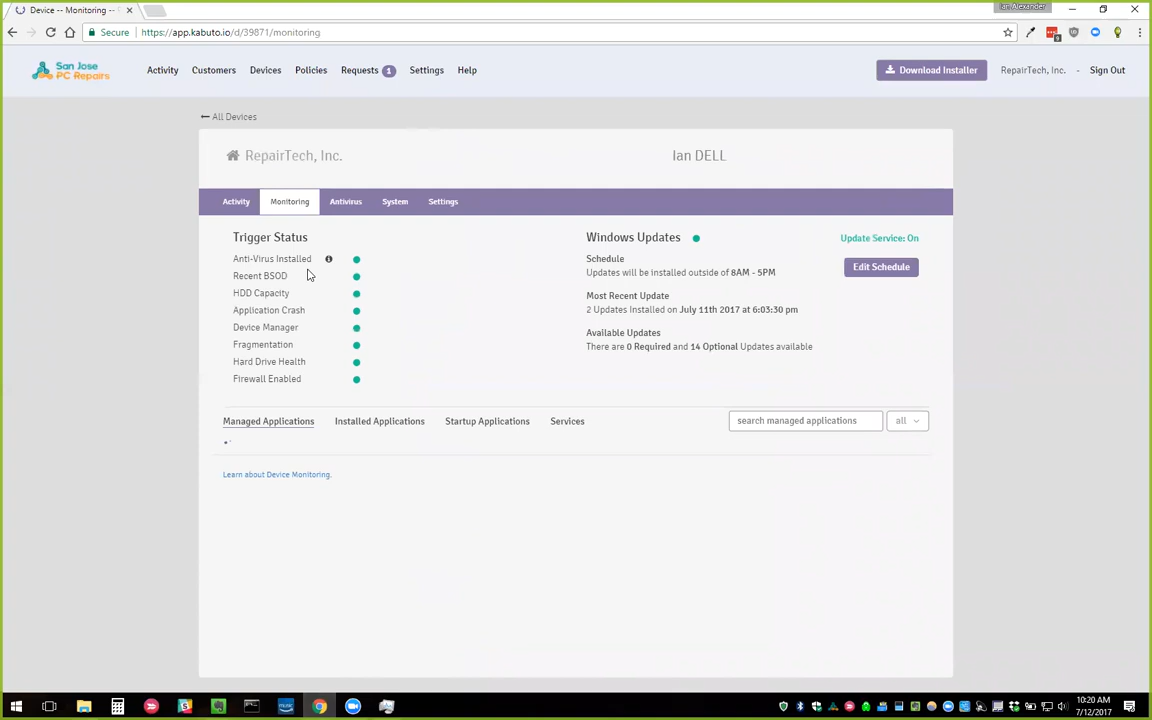 Ian Alexander
Device -- Monitoring --
Secure
https://app.kabuto.io/d/39871/monitoring
San Jose
PC Repairs
Activity Customers Devices Policies Requests 1 Settings Help
Download Installer
RepairTech, Inc. - Sign Out
All Devices
RepairTech, Inc.
Ian DELL
Activity Monitoring Antivirus System Settings
Trigger Status
Anti-Virus Installed
Recent BSOD
HDD Capacity
Application Crash
Device Manager
Fragmentation
Hard Drive Health
Firewall Enabled
Windows Updates
Update Service: On
Schedule
Updates will be installed outside of 8AM - 5PM
Edit Schedule
Most Recent Update
2 Updates Installed on July 11th 2017 at 6:03:30 pm
Available Updates
There are 0 Required and 14 Optional Updates available
Managed Applications Installed Applications Startup Applications Services
search managed applications
all
Learn about Device Monitoring.
music
10:20 AM
7/12/2017